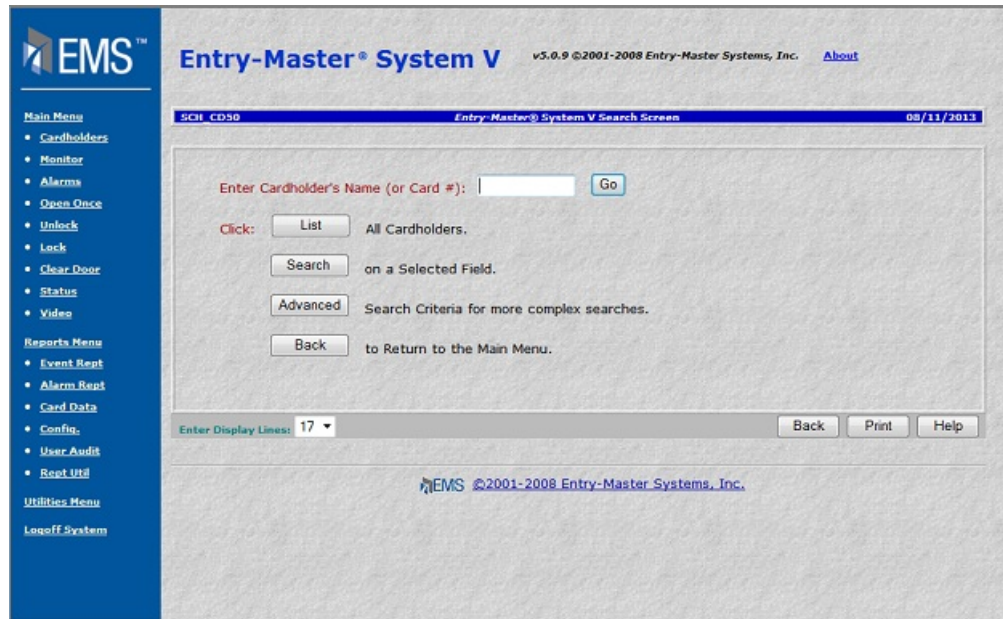 EMS™
Entry-Master® System V v5.0.9 ©2001-2008 Entry-Master Systems, Inc. About
Main Menu
• Cardholders
• Monitor
• Alarms
• Open Once
• Unlock
• Lock
• Clear Door
• Status
• Video
Reports Menu
• Event Rept
• Alarm Rept
• Card Data
• Config.
• User Audit
• Rept Util
Utilities Menu
Logoff System
SCH_CD50 Entry-Master® System V Search Screen 08/11/2013
Enter Cardholder's Name (or Card #): Go
Click: List All Cardholders.
Search on a Selected Field.
Advanced Search Criteria for more complex searches.
Back to Return to the Main Menu.
Enter Display Lines: 17 Back Print Help
EMS ©2001-2008 Entry-Master Systems, Inc.